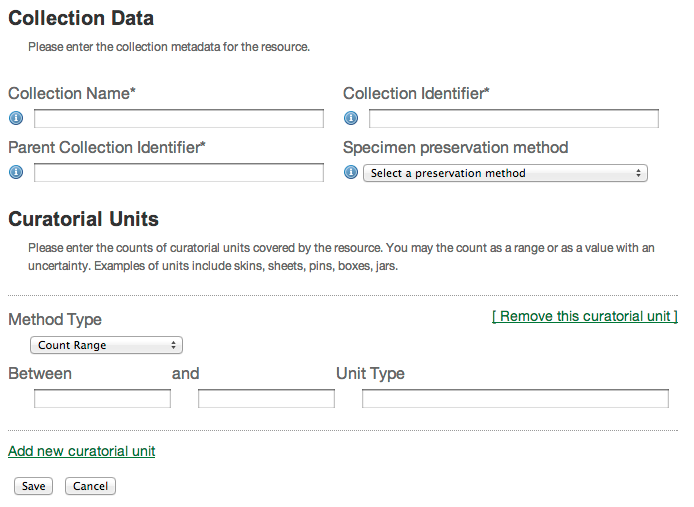 Collection Data
Please enter the collection metadata for the resource.
Collection Name*
Collection Identifier*
Parent Collection Identifier*
Specimen preservation method
Select a preservation method
Curatorial Units
Please enter the counts of curatorial units covered by the resource. You may the count as a range or as a value with an
uncertainty. Examples of units include skins, sheets, pins, boxes, jars.
Method Type
[ Remove this curatorial unit ]
Count Range
Between and Unit Type
Add new curatorial unit
Save Cancel